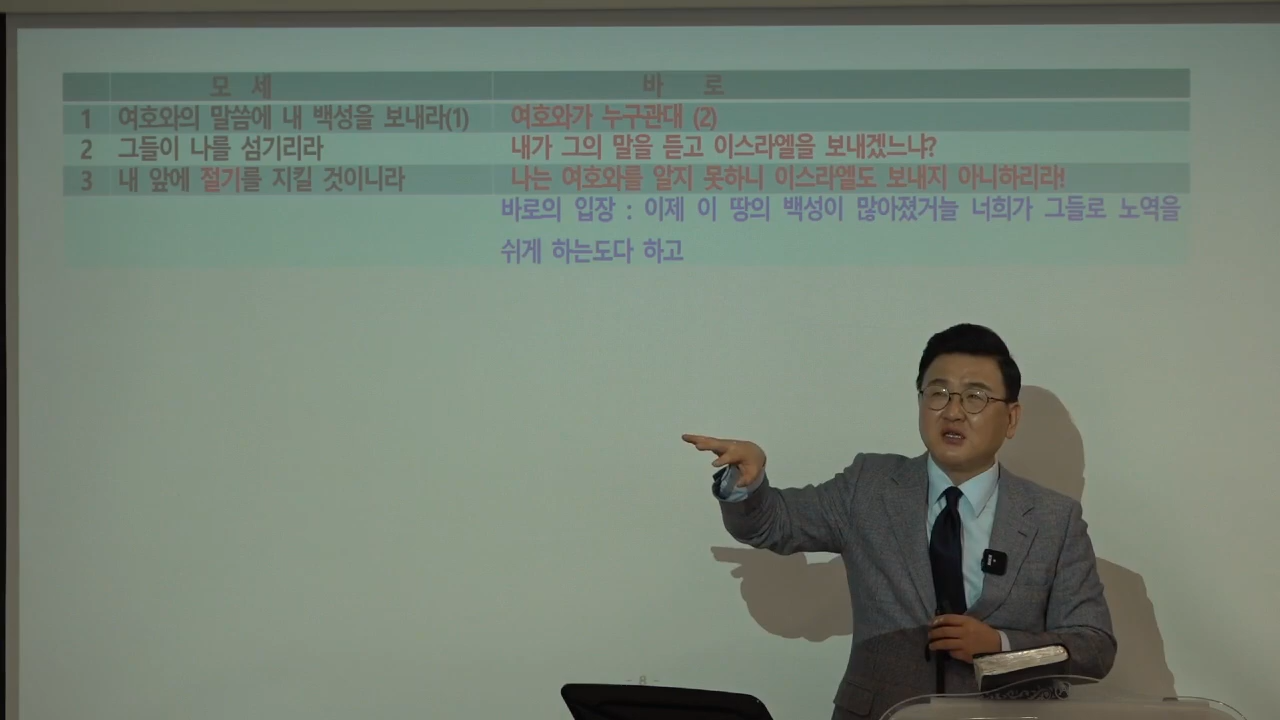 모 세 바 로
1 여호와의 말씀에 내 백성을 보내라(1) 여호와가 누구관대 (2)
2 그들이 나를 섬기리라 내가 그의 말을 듣고 이스라엘을 보내겠느냐?
3 내 앞에 절기를 지킬 것이니라 나는 여호와를 알지 못하니 이스라엘도 보내지 아니하리라!
바로의 입장 : 이제 이 땅의 백성이 많아졌거늘 너희가 그들로 노역을
쉬게 하는도다 하고